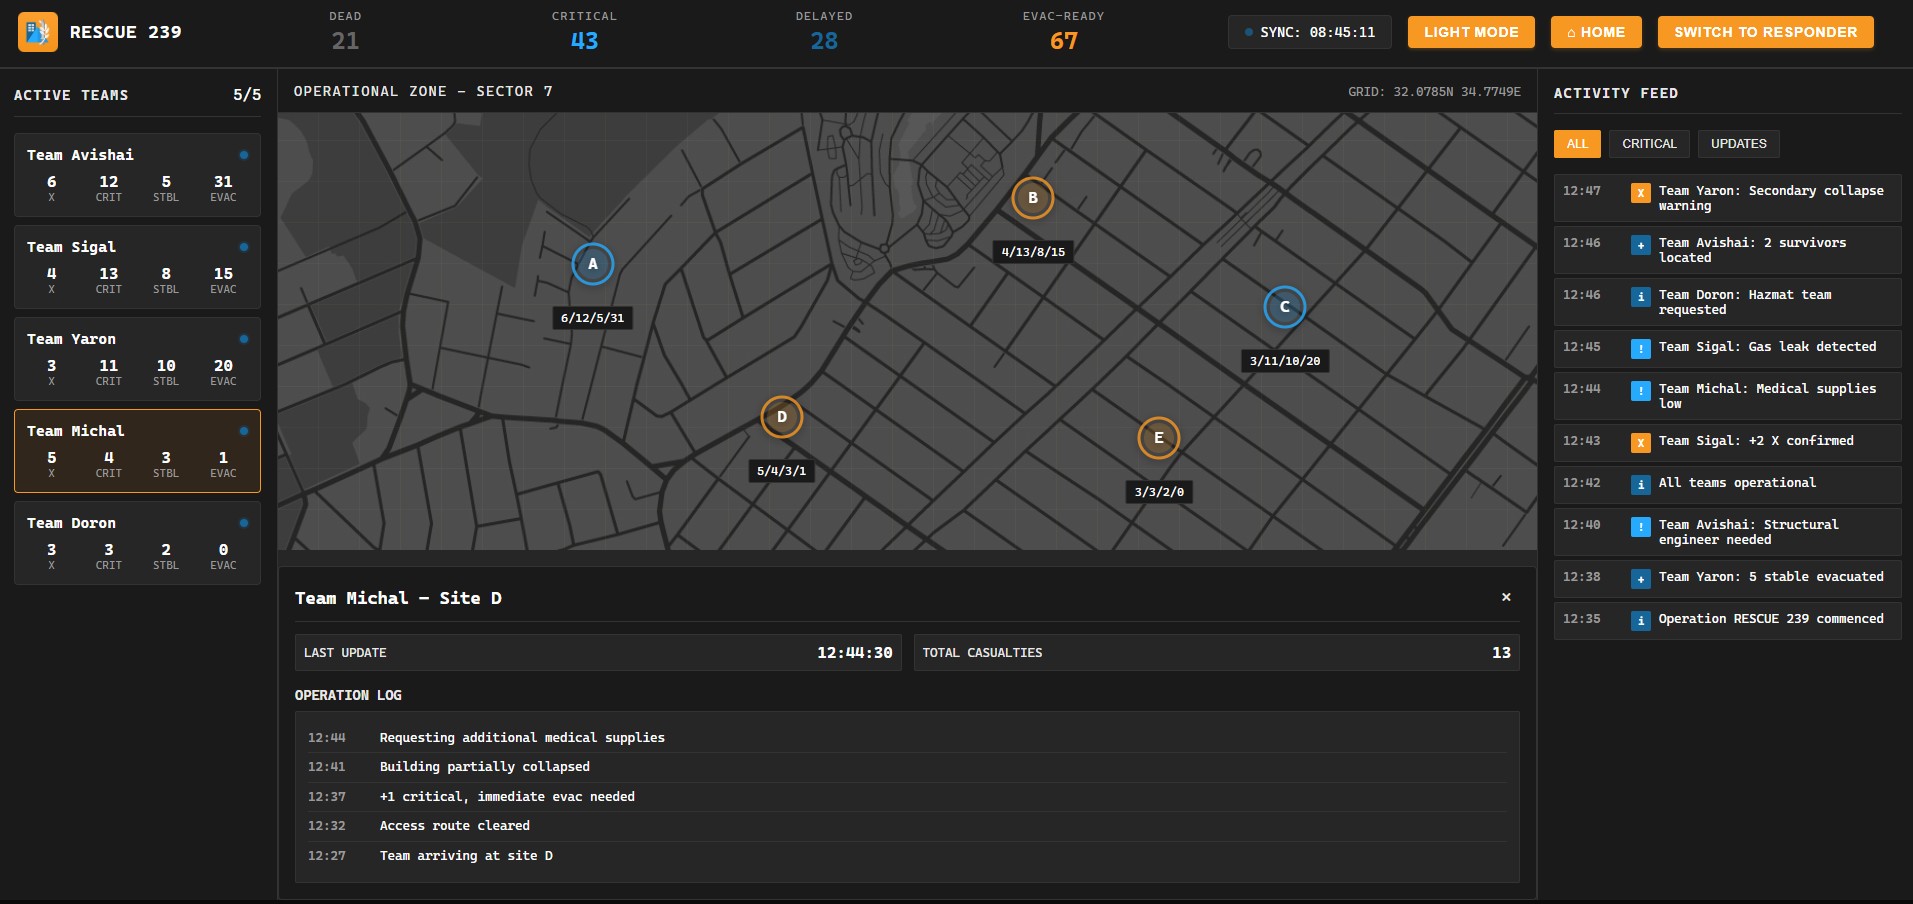 RESCUE 239
DEAD
21
CRITICAL
43
DELAYED
28
EVAC-READY
67
SYNC: 08:45:11
LIGHT MODE
⌂ HOME
SWITCH TO RESPONDER
ACTIVE TEAMS 5/5
Team Avishai
6 12 5 31
X CRIT STBL EVAC
Team Sigal
4 13 8 15
X CRIT STBL EVAC
Team Yaron
3 11 10 20
X CRIT STBL EVAC
Team Michal
5 4 3 1
X CRIT STBL EVAC
Team Doron
3 3 2 0
X CRIT STBL EVAC
OPERATIONAL ZONE – SECTOR 7
GRID: 32.0785N 34.7749E
B
4/13/8/15
A
6/12/5/31
C
3/11/10/20
D
5/4/3/1
E
3/3/2/0
Team Michal – Site D ×
LAST UPDATE 12:44:30
TOTAL CASUALTIES 13
OPERATION LOG
12:44 Requesting additional medical supplies
12:41 Building partially collapsed
12:37 +1 critical, immediate evac needed
12:32 Access route cleared
12:27 Team arriving at site D
ACTIVITY FEED
ALL CRITICAL UPDATES
12:47 X Team Yaron: Secondary collapse
warning
12:46 + Team Avishai: 2 survivors
located
12:46 i Team Doron: Hazmat team
requested
12:45 ! Team Sigal: Gas leak detected
12:44 ! Team Michal: Medical supplies
low
12:43 X Team Sigal: +2 X confirmed
12:42 i All teams operational
12:40 ! Team Avishai: Structural
engineer needed
12:38 + Team Yaron: 5 stable evacuated
12:35 i Operation RESCUE 239 commenced